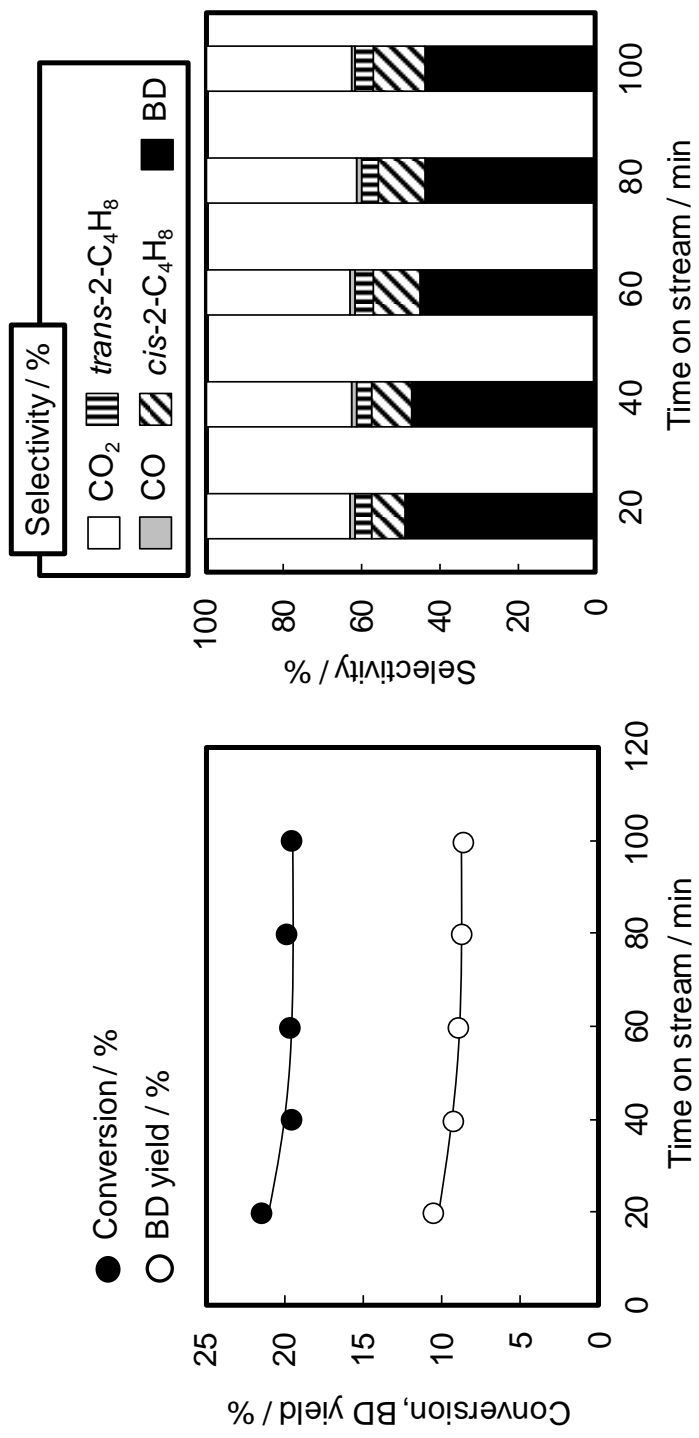 Conversion / %
BD yield / %
Conversion, BD yield / %
25
20
15
10
5
0
0 20 40 60 80 100 120
Time on stream / min
Selectivity / %
CO₂ trans-2-C₄H₈
CO cis-2-C₄H₈ BD
Selectivity / %
100
80
60
40
20
0
20 40 60 80 100
Time on stream / min